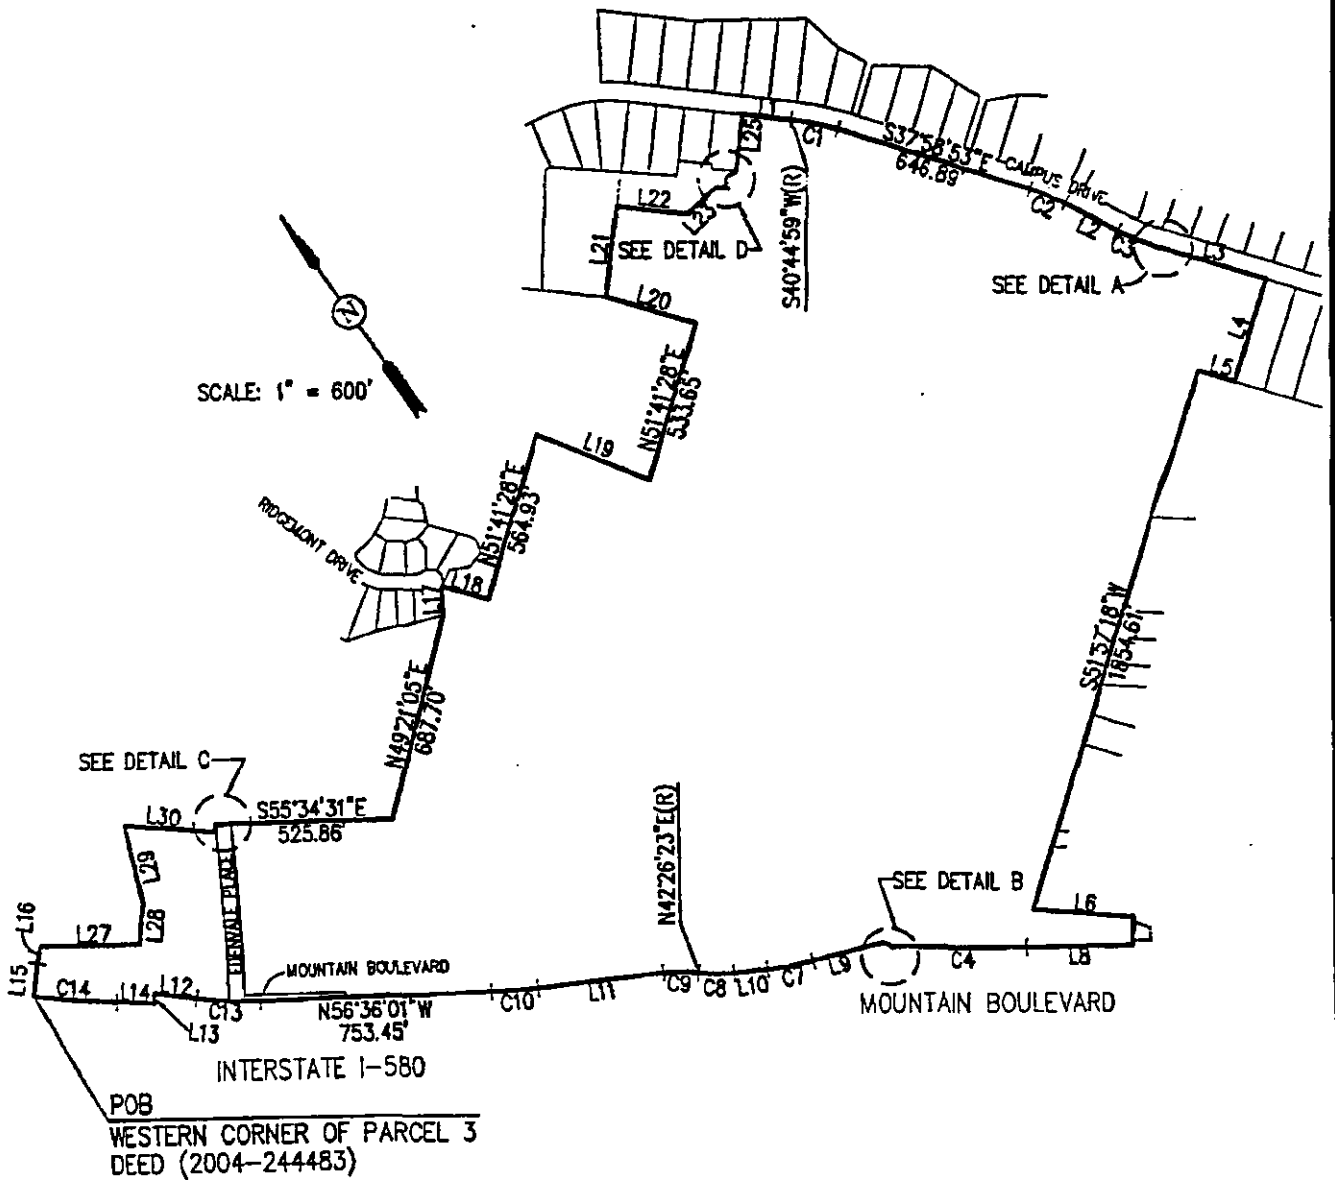 L25
C1
S37°58'53"E
646.89'
CAMPUS DRIVE
C2
L2
C3
L3
L22
L23
L21
SEE DETAIL D
S40°44'59"W(R)
SEE DETAIL A
L4
L5
L20
SCALE: 1" = 600'
N
N51°41'28"E
533.65'
L19
N51°41'28"E
564.93'
RIDGEMONT DRIVE
L18
L17
S51°57'18"W
1854.61'
N49°21'05"E
687.70'
SEE DETAIL C
L30
S55°34'31"E
525.86'
L29
EDENVALE PLACE
N42°26'23"E(R)
SEE DETAIL B
L6
L16
L27
L28
L15
C14
L14
L12
C13
L13
MOUNTAIN BOULEVARD
N56°36'01"W
753.45'
C10
L11
C9
C8
L10
C7
L9
C4
L8
MOUNTAIN BOULEVARD
INTERSTATE I-580
POB
WESTERN CORNER OF PARCEL 3
DEED (2004-244483)